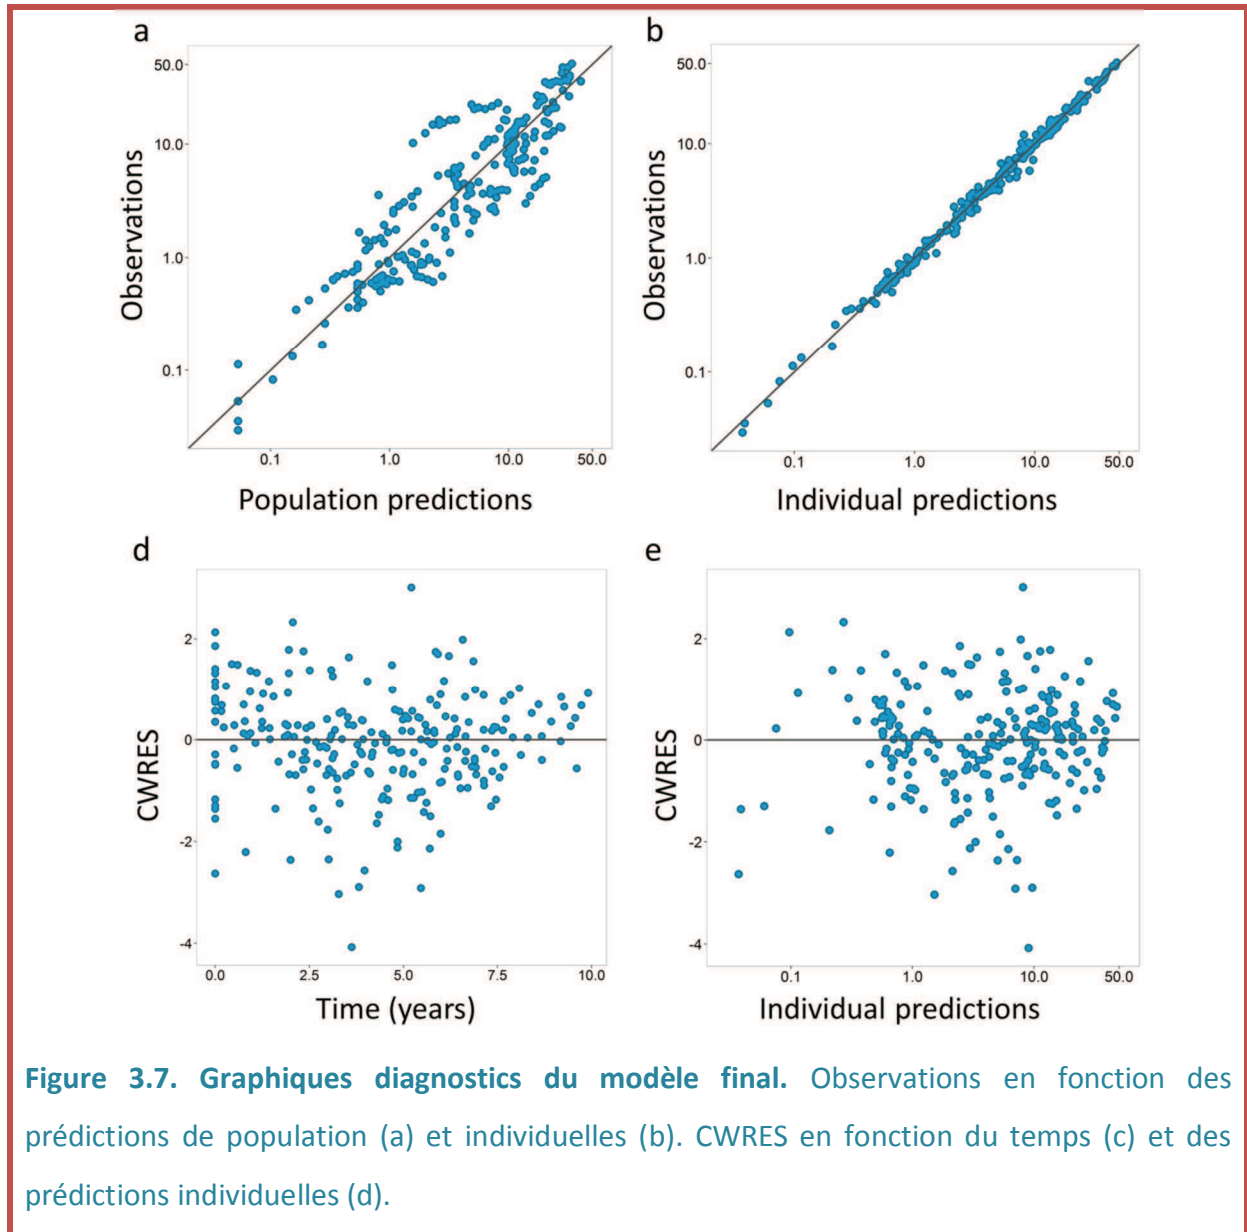 a
50.0
10.0
1.0
0.1
Observations
0.1 1.0 10.0 50.0
Population predictions
b
50.0
10.0
1.0
0.1
Observations
0.1 1.0 10.0 50.0
Individual predictions
d
2
0
-2
-4
CWRES
0.0 2.5 5.0 7.5 10.0
Time (years)
e
2
0
-2
-4
CWRES
0.1 1.0 10.0 50.0
Individual predictions
Figure 3.7. Graphiques diagnostics du modèle final. Observations en fonction des
prédictions de population (a) et individuelles (b). CWRES en fonction du temps (c) et des
prédictions individuelles (d).